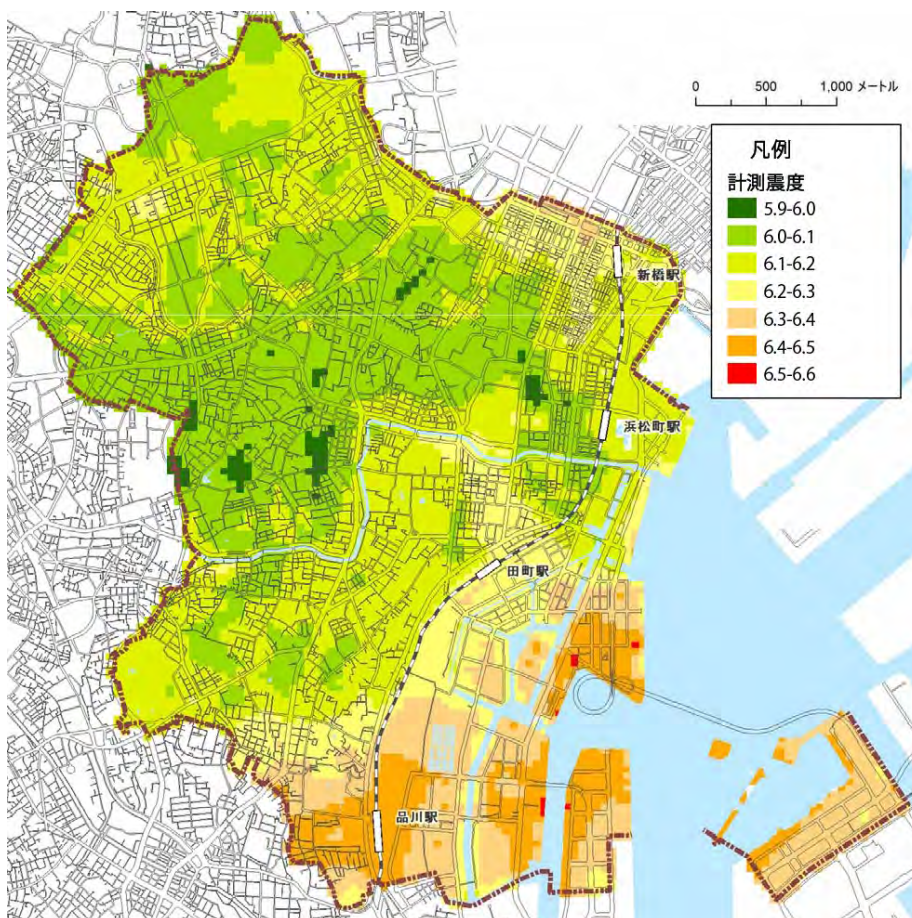 0 500 1,000 メートル
凡例
計測震度
5.9-6.0
6.0-6.1
6.1-6.2
6.2-6.3
6.3-6.4
6.4-6.5
6.5-6.6
新橋駅
浜松町駅
田町駅
品川駅